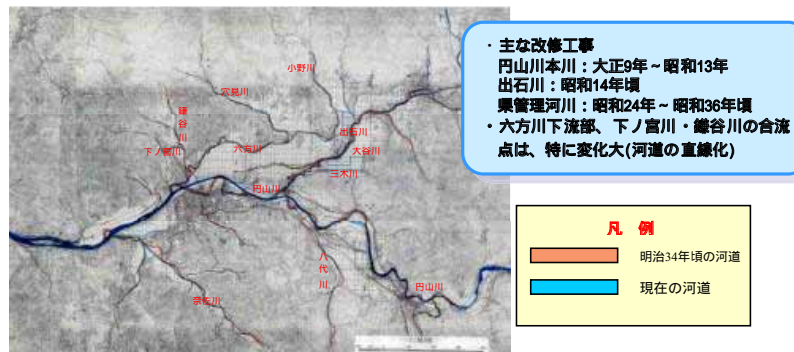 ・主な改修工事
円山川本川：大正9年～昭和13年
出石川：昭和14年頃
県管理河川：昭和24年～昭和36年頃
・六方川下流部、下ノ宮川・鎌谷川の合流
点は、特に変化大(河道の直線化)
小野川
穴見川
鎌谷川
出石川
下ノ宮川
六方川
大谷川
三木川
円山川
八代川
円山川
奈佐川
凡 例
明治34年頃の河道
現在の河道